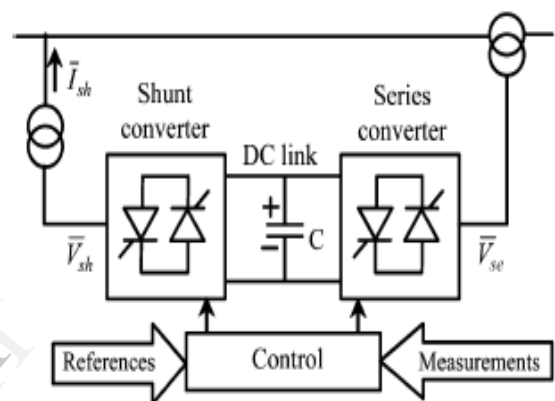 Ī_sh
Shunt
converter
Series
converter
DC link
+
−
C
V̄_sh
V̄_se
References
Control
Measurements